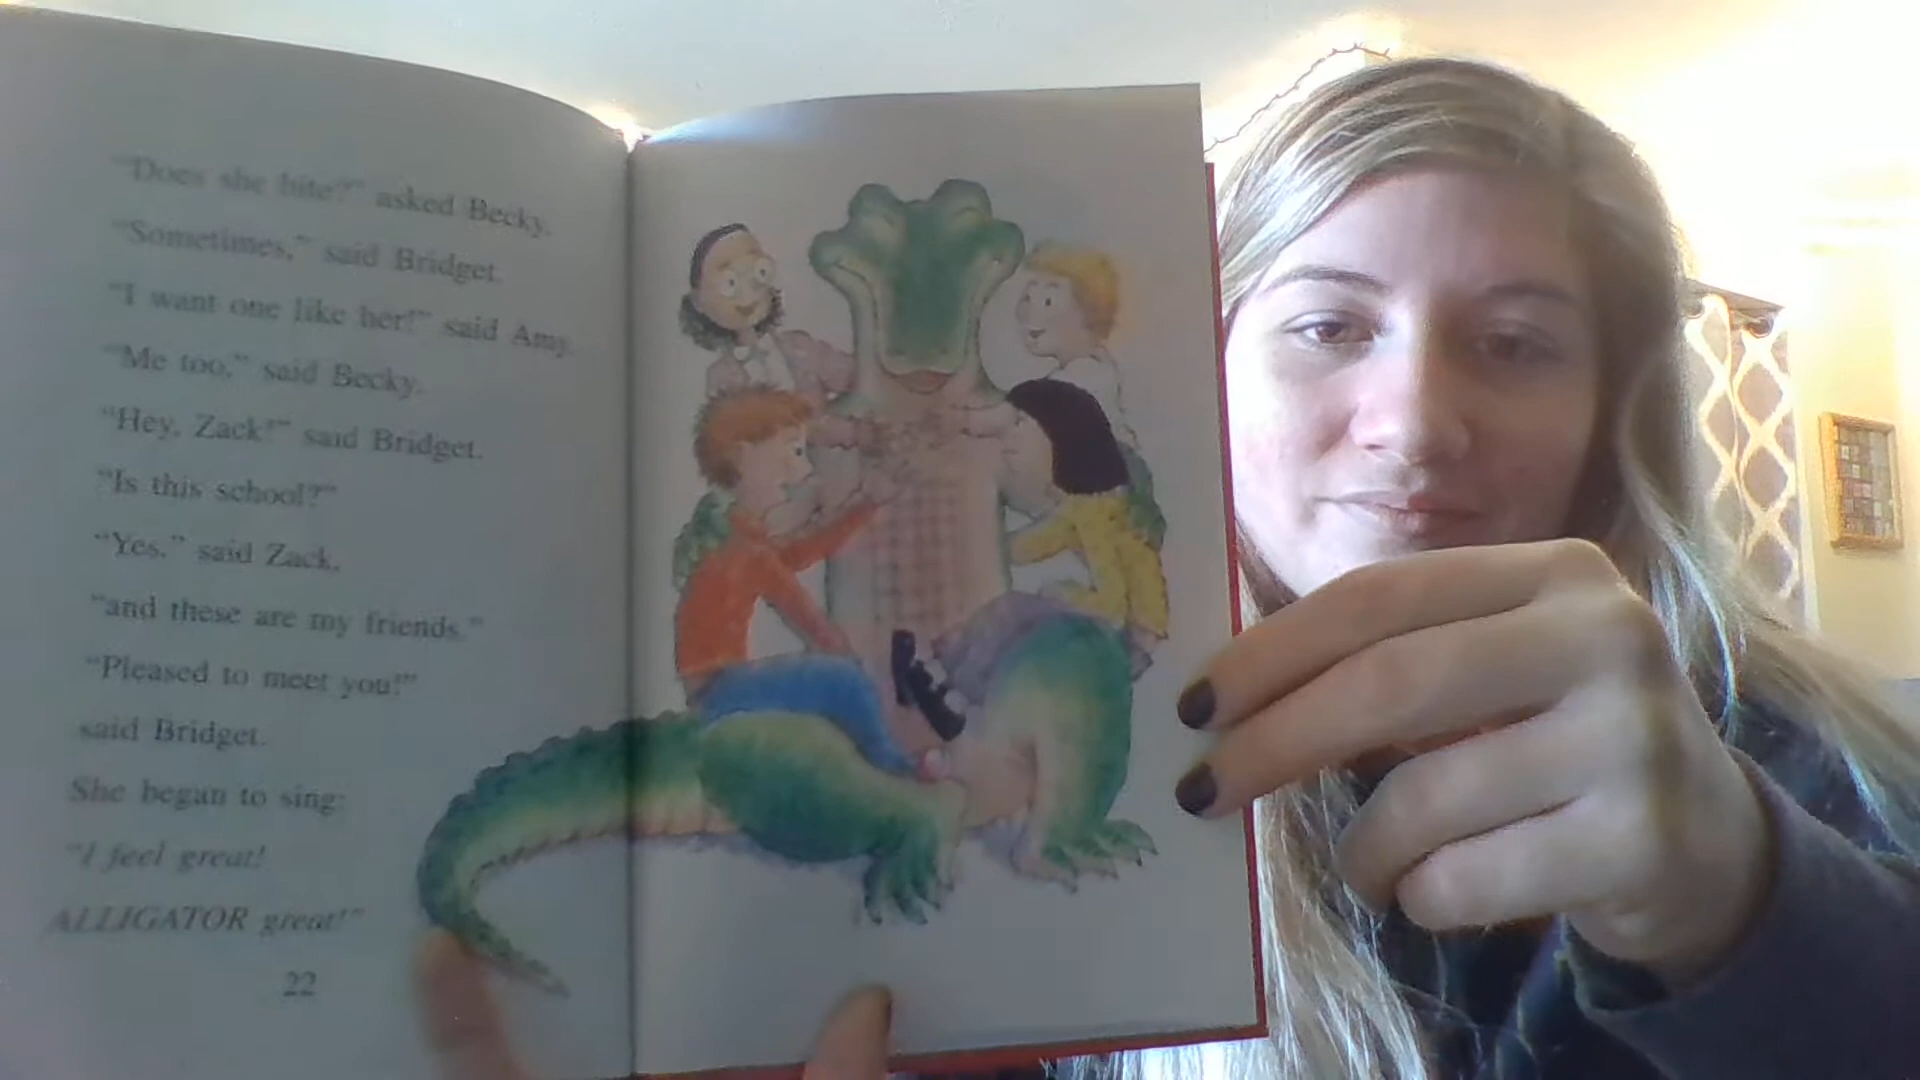 "Does she bite?" asked Becky.
"Sometimes," said Bridget.
"I want one like her!" said Amy.
"Me too," said Becky.
"Hey, Zack!" said Bridget.
"Is this school?"
"Yes," said Zack,
"and these are my friends."
"Pleased to meet you!"
said Bridget.
She began to sing:
"I feel great!
ALLIGATOR great!"
22